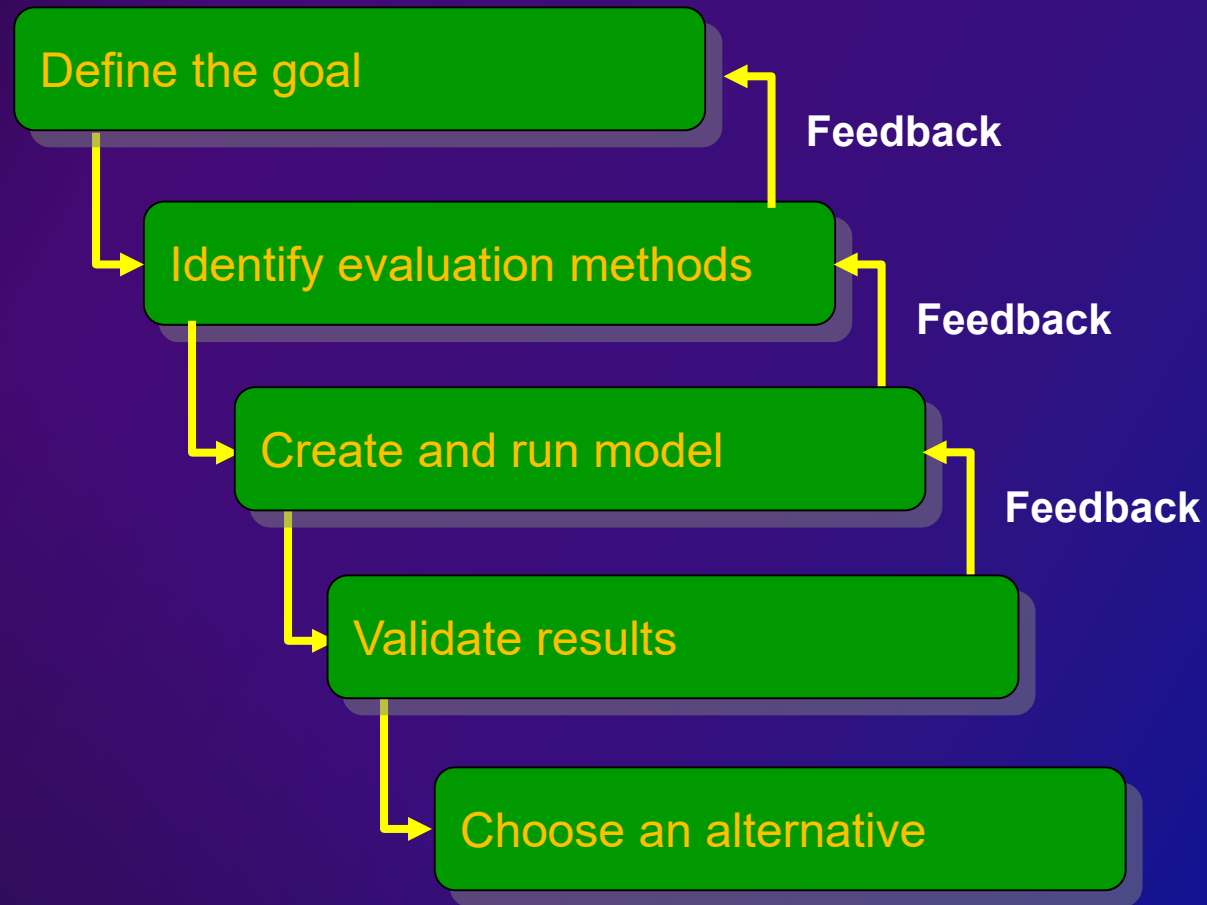 Define the goal
Feedback
Identify evaluation methods
Feedback
Create and run model
Feedback
Validate results
Choose an alternative